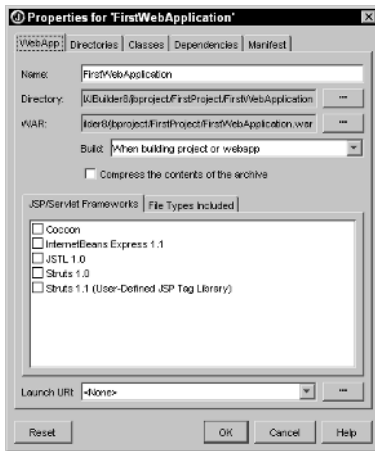 Properties for 'FirstWebApplication'
WebApp Directories Classes Dependencies Manifest
Name: FirstWebApplication
Directory: k/JBuilder8/jbproject/FirstProject/FirstWebApplication ...
WAR: ilder8/jbproject/FirstProject/FirstWebApplication.war ...
Build: When building project or webapp
Compress the contents of the archive
JSP/Servlet Frameworks File Types Included
Cocoon
InternetBeans Express 1.1
JSTL 1.0
Struts 1.0
Struts 1.1 (User-Defined JSP Tag Library)
Launch URI: <None> ...
Reset OK Cancel Help